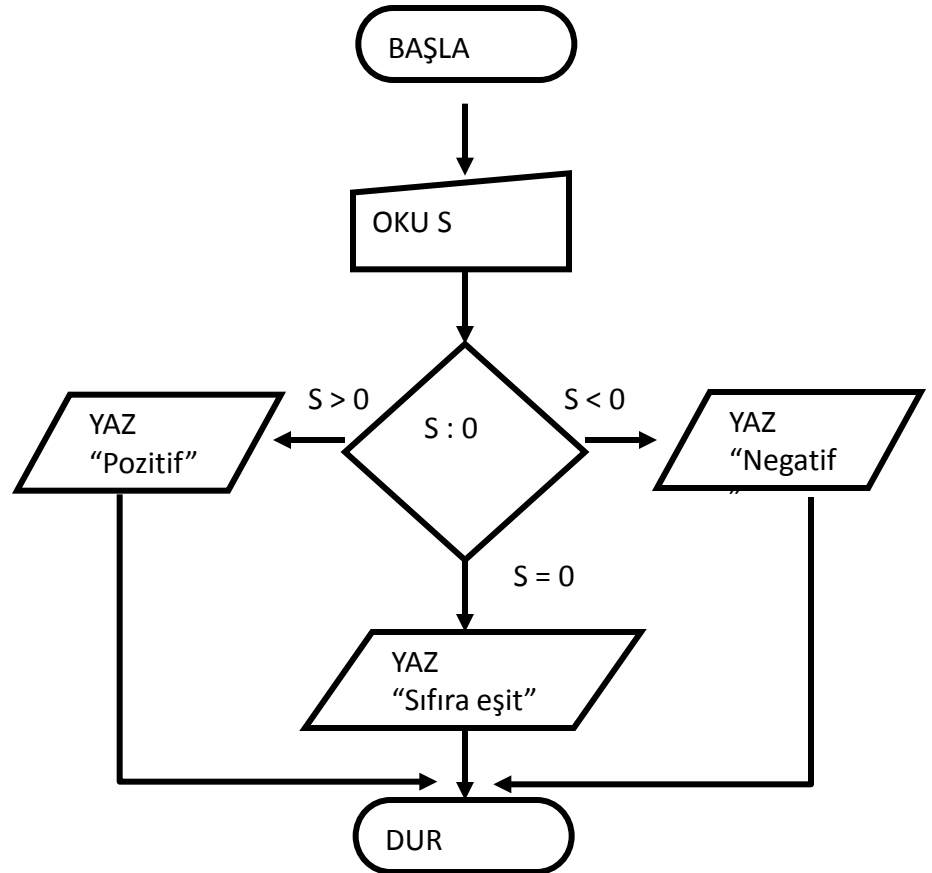 BAŞLA
OKU S
S > 0
S : 0
S < 0
YAZ
“Pozitif”
YAZ
“Negatif
”
S = 0
YAZ
“Sıfıra eşit”
DUR